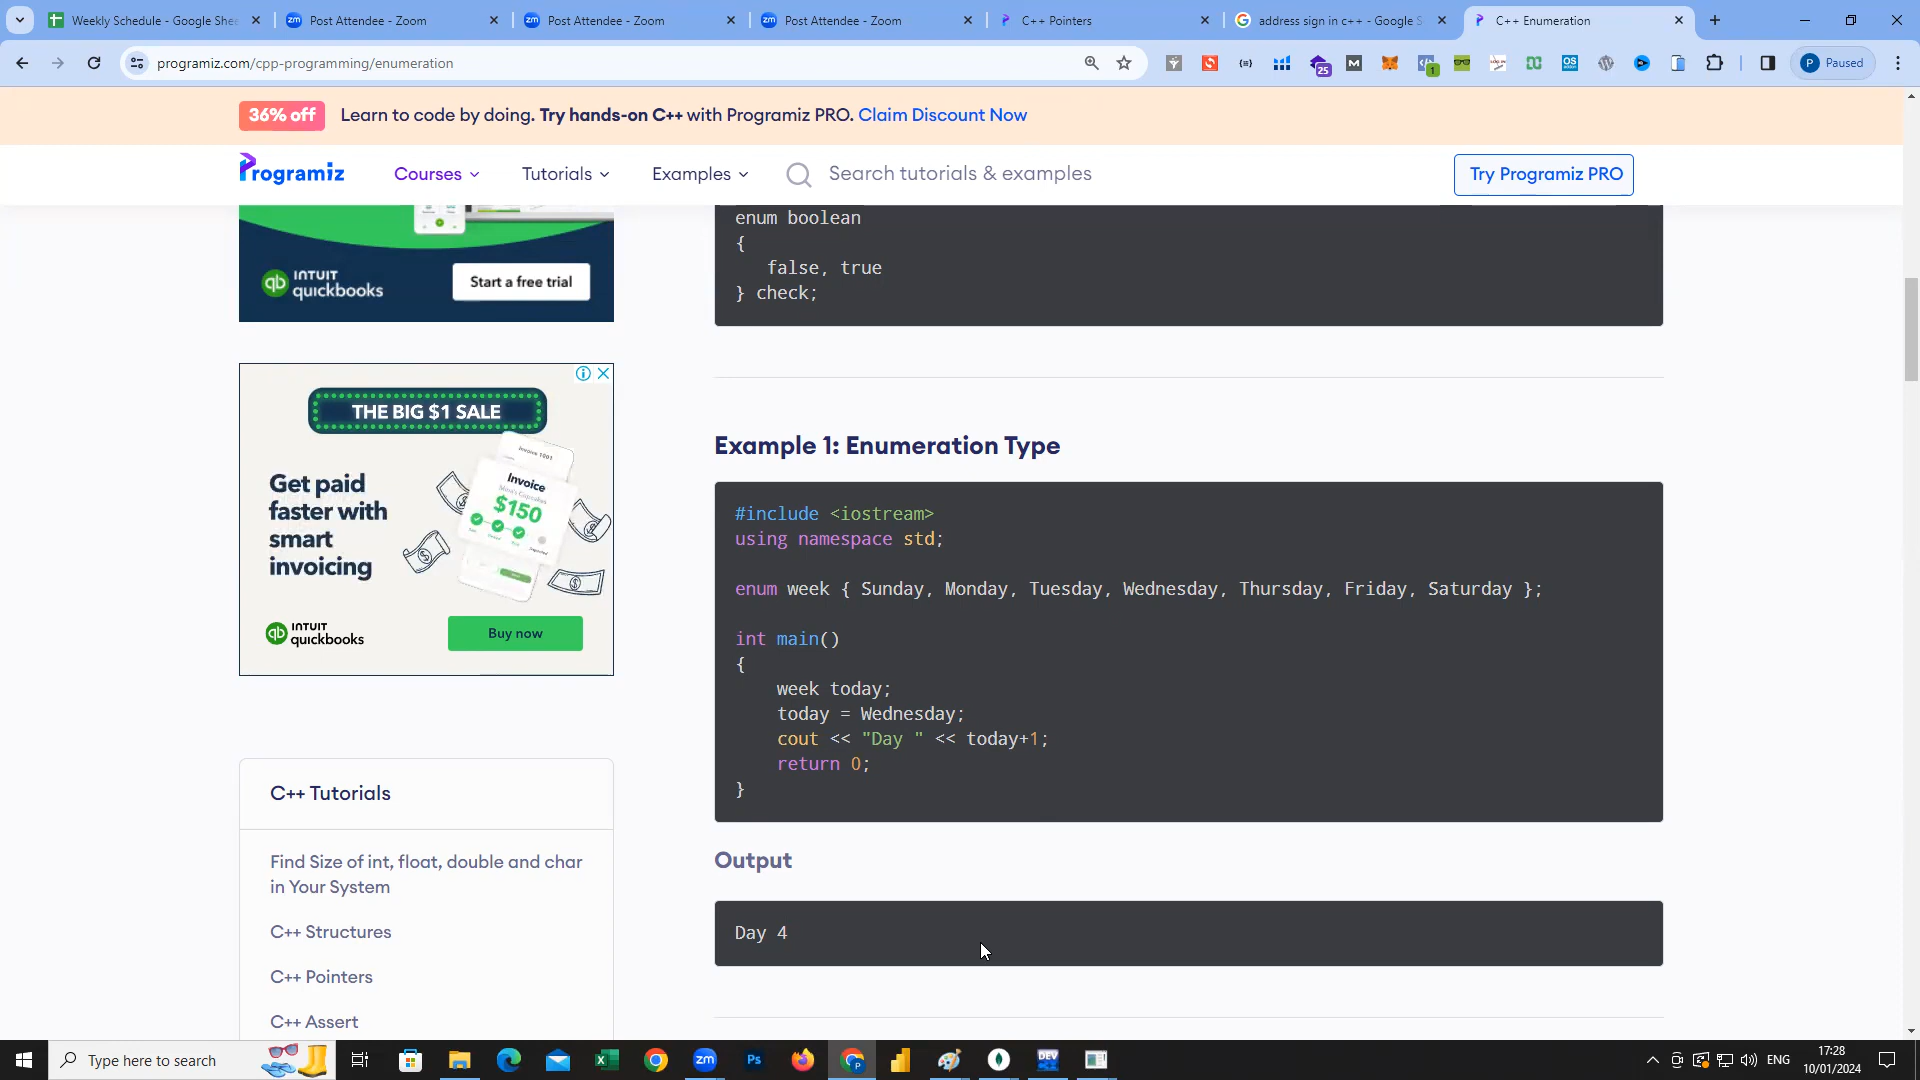 Weekly Schedule - Google Shee
Post Attendee - Zoom
Post Attendee - Zoom
Post Attendee - Zoom
C++ Pointers
address sign in c++ - Google S
C++ Enumeration
programiz.com/cpp-programming/enumeration
Paused
36% off Learn to code by doing. Try hands-on C++ with Programiz PRO. Claim Discount Now
Programiz
Courses
Tutorials
Examples
Search tutorials & examples
Try Programiz PRO
intuit quickbooks
Start a free trial
THE BIG $1 SALE
Get paid
faster with
smart
invoicing
Invoice 1001
Invoice
$150
intuit quickbooks
Buy now
C++ Tutorials
Find Size of int, float, double and char
in Your System
C++ Structures
C++ Pointers
C++ Assert
enum boolean
{
false, true
} check;
Example 1: Enumeration Type
#include <iostream>
using namespace std;
enum week { Sunday, Monday, Tuesday, Wednesday, Thursday, Friday, Saturday };
int main()
{
week today;
today = Wednesday;
cout << "Day " << today+1;
return 0;
}
Output
Day 4
Type here to search
ENG
17:28
10/01/2024